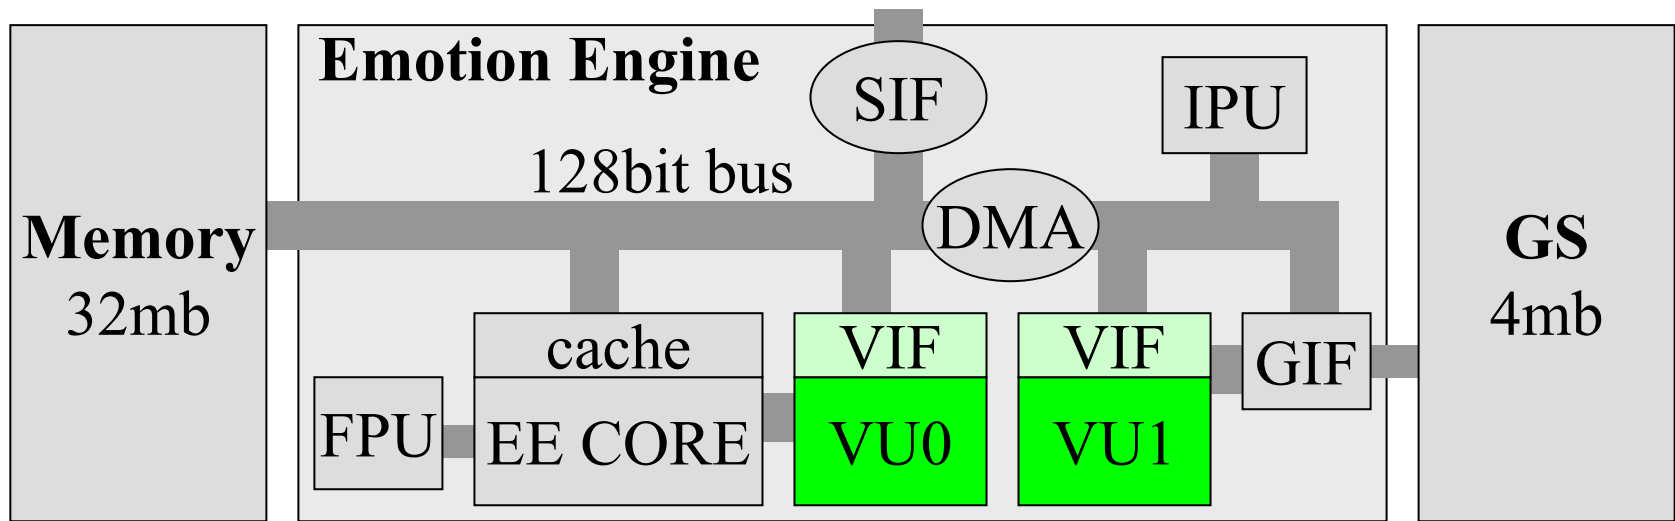 Emotion Engine
SIF
IPU
128bit bus
DMA
Memory
32mb
GS
4mb
cache
VIF
VIF
GIF
FPU
EE CORE
VU0
VU1